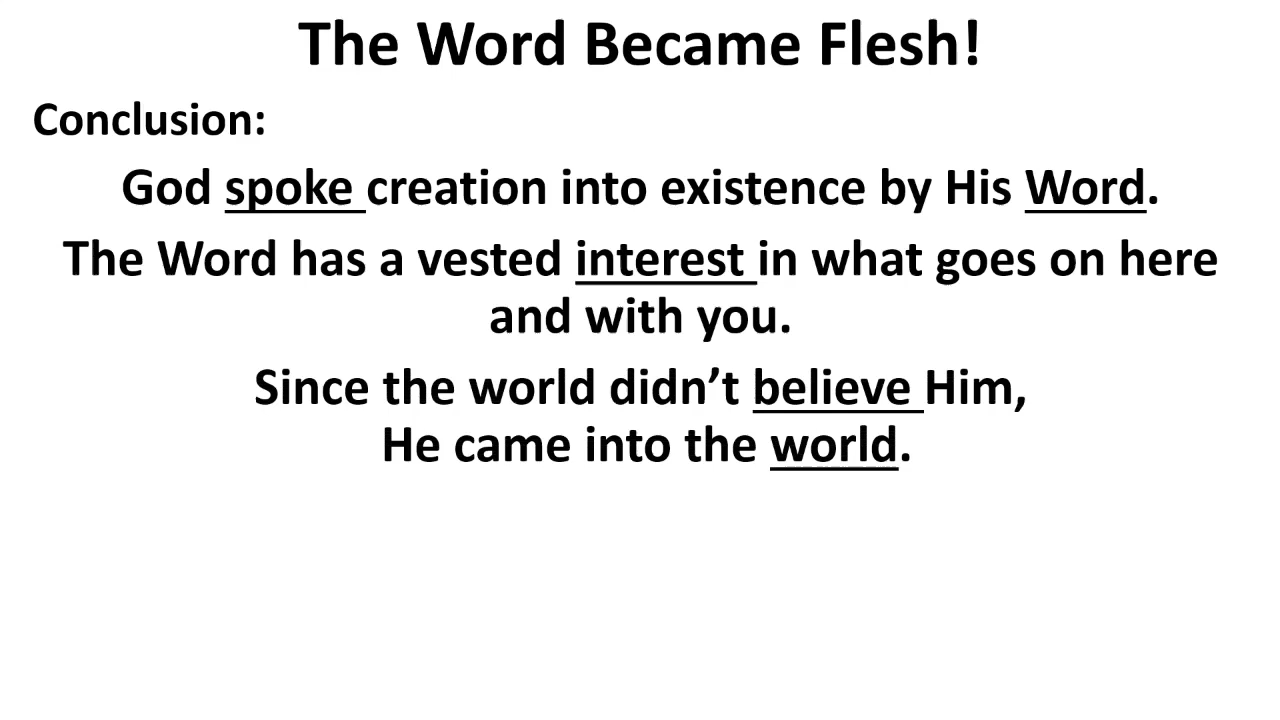 The Word Became Flesh!
Conclusion:
God spoke creation into existence by His Word.
The Word has a vested interest in what goes on here
and with you.
Since the world didn’t believe Him,
He came into the world.